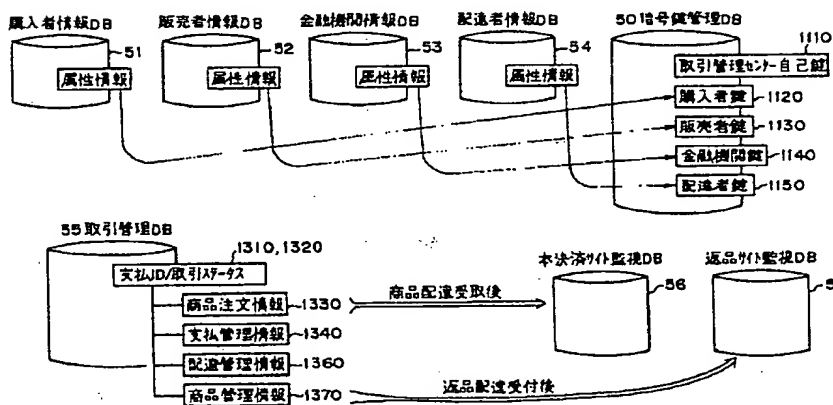 購入者情報DB
販売者情報DB
金融機関情報DB
配達者情報DB
50 暗号鍵管理DB
51
52
53
54
1110
属性情報
属性情報
属性情報
属性情報
取引管理センター自己鍵
購入者鍵
1120
販売者鍵
1130
金融機関鍵
1140
配達者鍵
1150
55 取引管理DB
1310,1320
支払ID/取引ステータス
本決済サイト監視DB
返品サイト監視DB
56
5
商品注文情報
1330
商品配達受取後
支払管理情報
1340
配達管理情報
1360
商品管理情報
1370
返品配達受付後